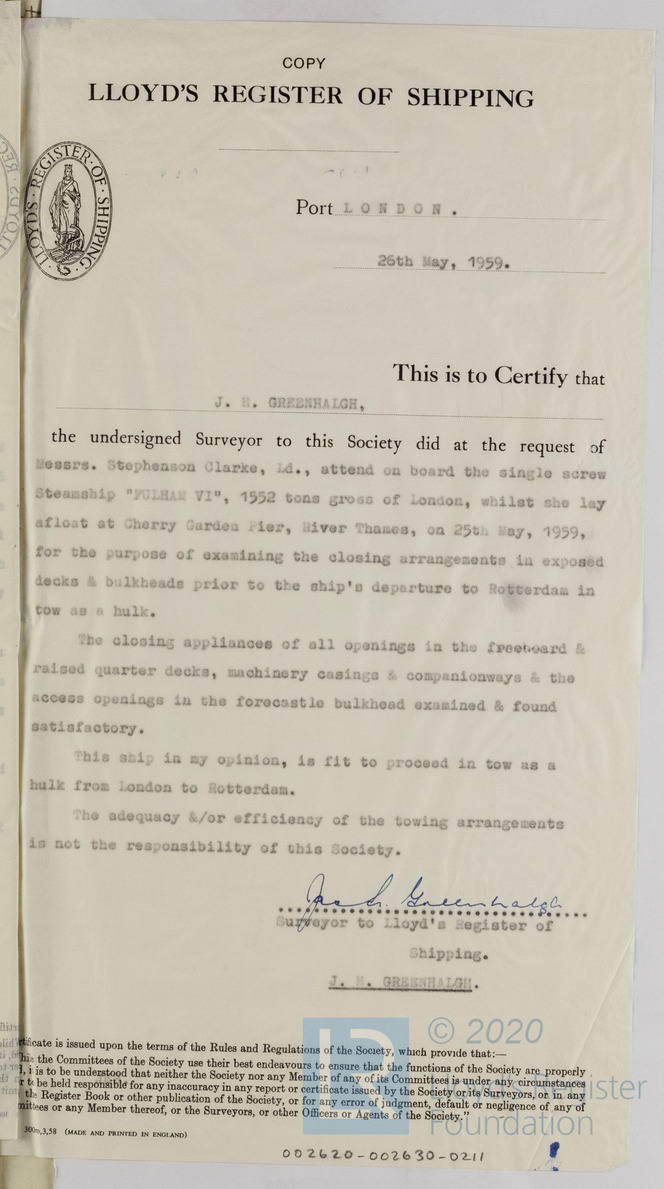 COPY
LLOYD'S REGISTER OF SHIPPING
LLOYDS · REGISTER · OF · SHIPPING
Port LONDON.
26th May, 1959.
This is to Certify that
J. H. GREENHALGH,
the undersigned Surveyor to this Society did at the request of
Messrs. Stephenson Clarke, Ld., attend on board the single screw
Steamship "FULHAM VI", 1552 tons gross of London, whilst she lay
afloat at Cherry Garden Pier, River Thames, on 25th May, 1959,
for the purpose of examining the closing arrangements in exposed
decks & bulkheads prior to the ship's departure to Rotterdam in
tow as a hulk.
The closing appliances of all openings in the freeboard &
raised quarter decks, machinery casings & companionways & the
access openings in the forecastle bulkhead examined & found
satisfactory.
This ship in my opinion, is fit to proceed in tow as a
hulk from London to Rotterdam.
The adequacy &/or efficiency of the towing arrangements
is not the responsibility of this Society.
Greenhalgh
Surveyor to Lloyd's Register of
Shipping.
J. H. GREENHALGH.
is issued upon the terms of the Rules and Regulations of the Society, which provide that:—
the Committees of the Society use their best endeavours to ensure that the functions of the Society are properly
is to be understood that neither the Society nor any Member of any of its Committees is under any circumstances
to be held responsible for any inaccuracy in any report or certificate issued by the Society or its Surveyors, or in any
the Register Book or other publication of the Society, or for any error of judgment, default or negligence of any of
or any Member thereof, or the Surveyors, or other Officers or Agents of the Society."
300m,3,58 (MADE AND PRINTED IN ENGLAND)
© 2020
Register
Foundation
002620-002630-0211